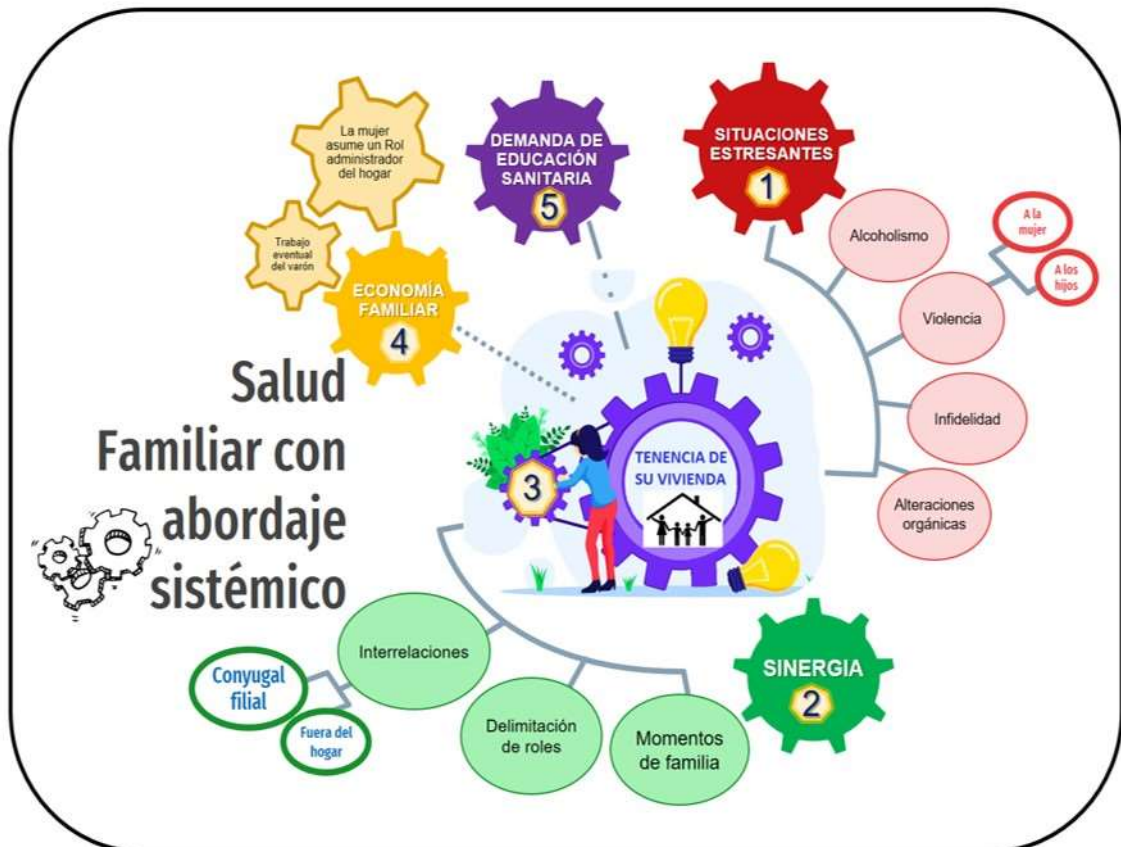 Salud
Familiar con
abordaje
sistémico
SITUACIONES
ESTRESANTES
1
Alcoholismo
Violencia
A la
mujer
A los
hijos
Infidelidad
Alteraciones
orgánicas
SINERGIA
2
Momentos
de familia
Delimitación
de roles
Interrelaciones
Conyugal
filial
Fuera del
hogar
3
TENENCIA DE
SU VIVIENDA
ECONOMÍA
FAMILIAR
4
Trabajo
eventual
del varón
La mujer
asume un Rol
administrador
del hogar
DEMANDA DE
EDUCACIÓN
SANITARIA
5